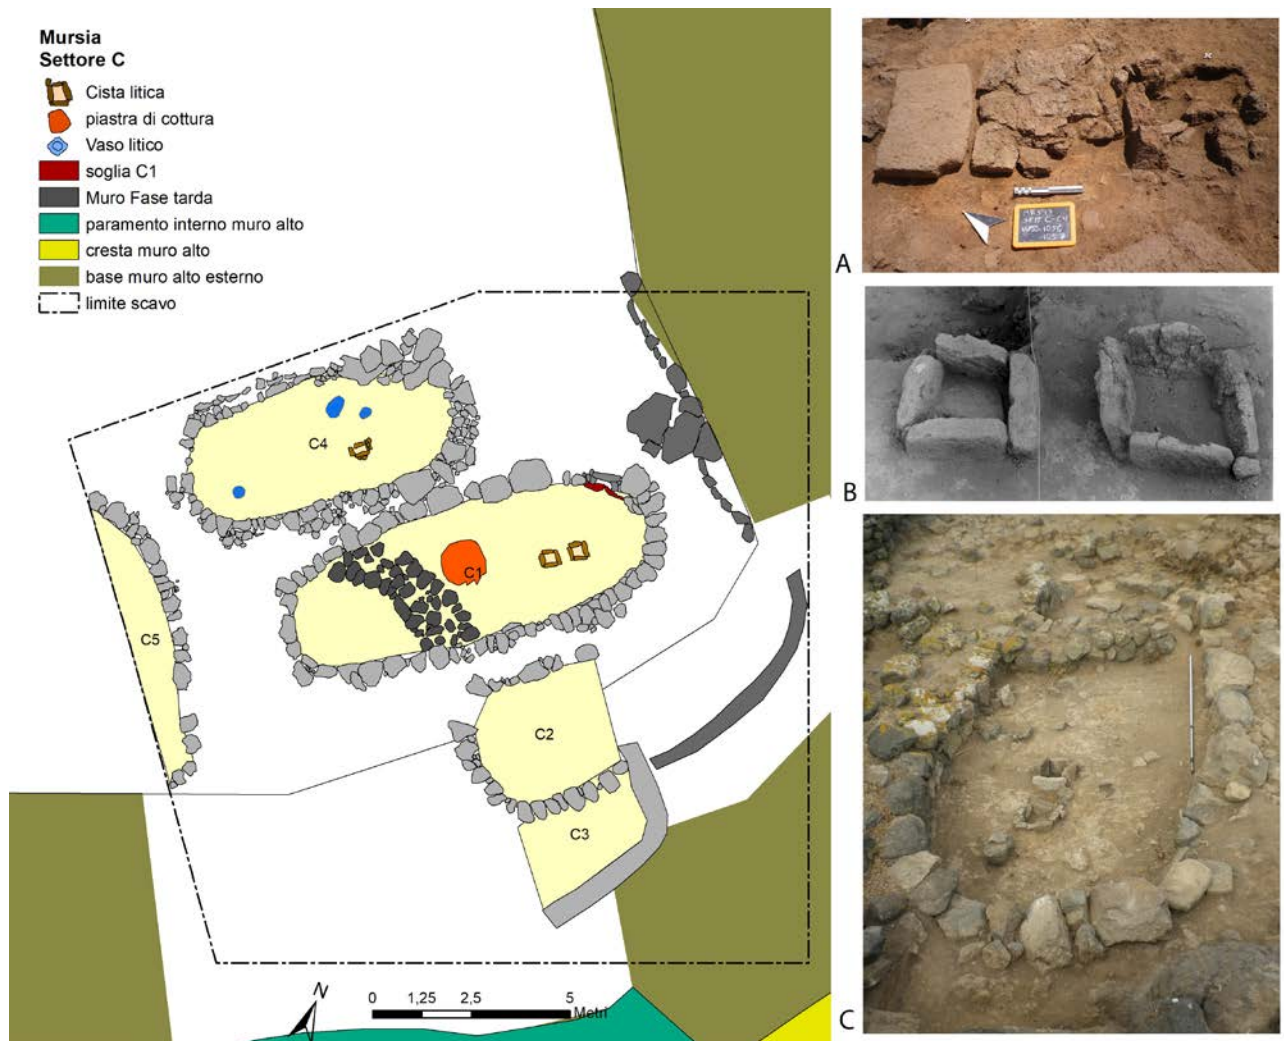 Mursia
Settore C
Cista litica
piastra di cottura
Vaso litico
soglia C1
Muro Fase tarda
paramento interno muro alto
cresta muro alto
base muro alto esterno
limite scavo
C4
C1
C5
C2
C3
N
0 1,25 2,5 5
Metri
A
B
C